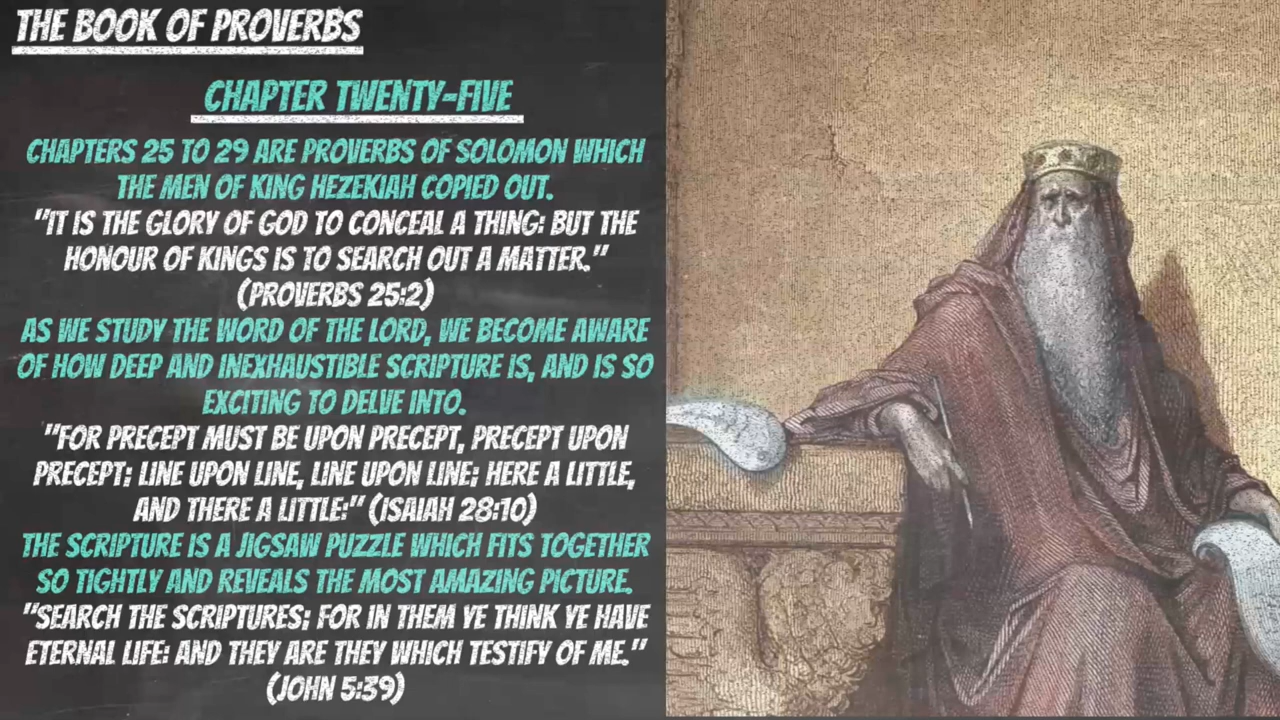 THE BOOK OF PROVERBS
CHAPTER TWENTY-FIVE
CHAPTERS 25 TO 29 ARE PROVERBS OF SOLOMON WHICH
THE MEN OF KING HEZEKIAH COPIED OUT.
"IT IS THE GLORY OF GOD TO CONCEAL A THING: BUT THE
HONOUR OF KINGS IS TO SEARCH OUT A MATTER."
(PROVERBS 25:2)
AS WE STUDY THE WORD OF THE LORD, WE BECOME AWARE
OF HOW DEEP AND INEXHAUSTIBLE SCRIPTURE IS, AND IS SO
EXCITING TO DELVE INTO.
"FOR PRECEPT MUST BE UPON PRECEPT, PRECEPT UPON
PRECEPT; LINE UPON LINE, LINE UPON LINE; HERE A LITTLE,
AND THERE A LITTLE:" (ISAIAH 28:10)
THE SCRIPTURE IS A JIGSAW PUZZLE WHICH FITS TOGETHER
SO TIGHTLY AND REVEALS THE MOST AMAZING PICTURE.
"SEARCH THE SCRIPTURES; FOR IN THEM YE THINK YE HAVE
ETERNAL LIFE: AND THEY ARE THEY WHICH TESTIFY OF ME."
(JOHN 5:39)